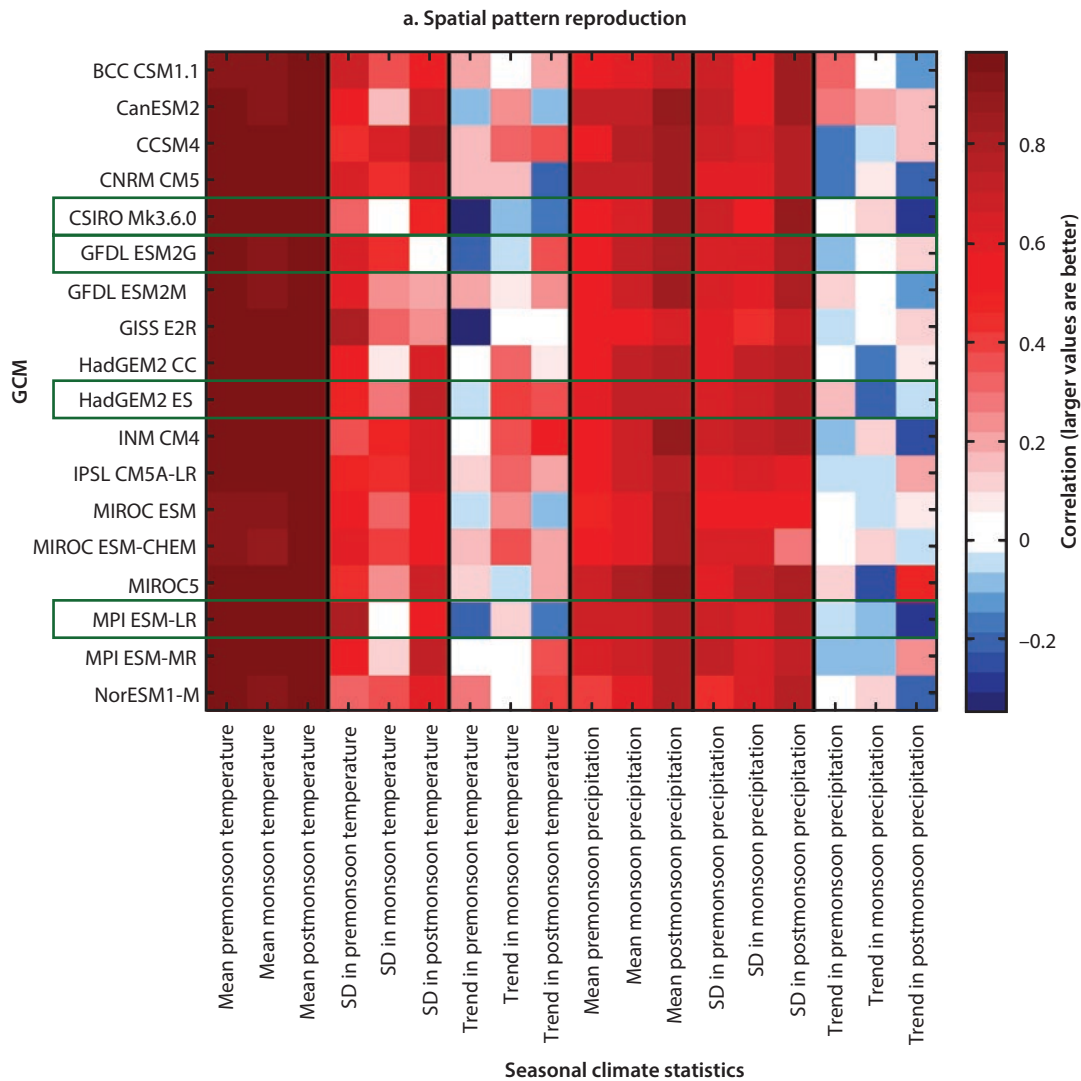 a. Spatial pattern reproduction
GCM
BCC CSM1.1
CanESM2
CCSM4
CNRM CM5
CSIRO Mk3.6.0
GFDL ESM2G
GFDL ESM2M
GISS E2R
HadGEM2 CC
HadGEM2 ES
INM CM4
IPSL CM5A-LR
MIROC ESM
MIROC ESM-CHEM
MIROC5
MPI ESM-LR
MPI ESM-MR
NorESM1-M
Mean premonsoon temperature
Mean monsoon temperature
Mean postmonsoon temperature
SD in premonsoon temperature
SD in monsoon temperature
SD in postmonsoon temperature
Trend in premonsoon temperature
Trend in monsoon temperature
Trend in postmonsoon temperature
Mean premonsoon precipitation
Mean monsoon precipitation
Mean postmonsoon precipitation
SD in premonsoon precipitation
SD in monsoon precipitation
SD in postmonsoon precipitation
Trend in premonsoon precipitation
Trend in monsoon precipitation
Trend in postmonsoon precipitation
Seasonal climate statistics
0.8
0.6
0.4
0.2
0
–0.2
Correlation (larger values are better)